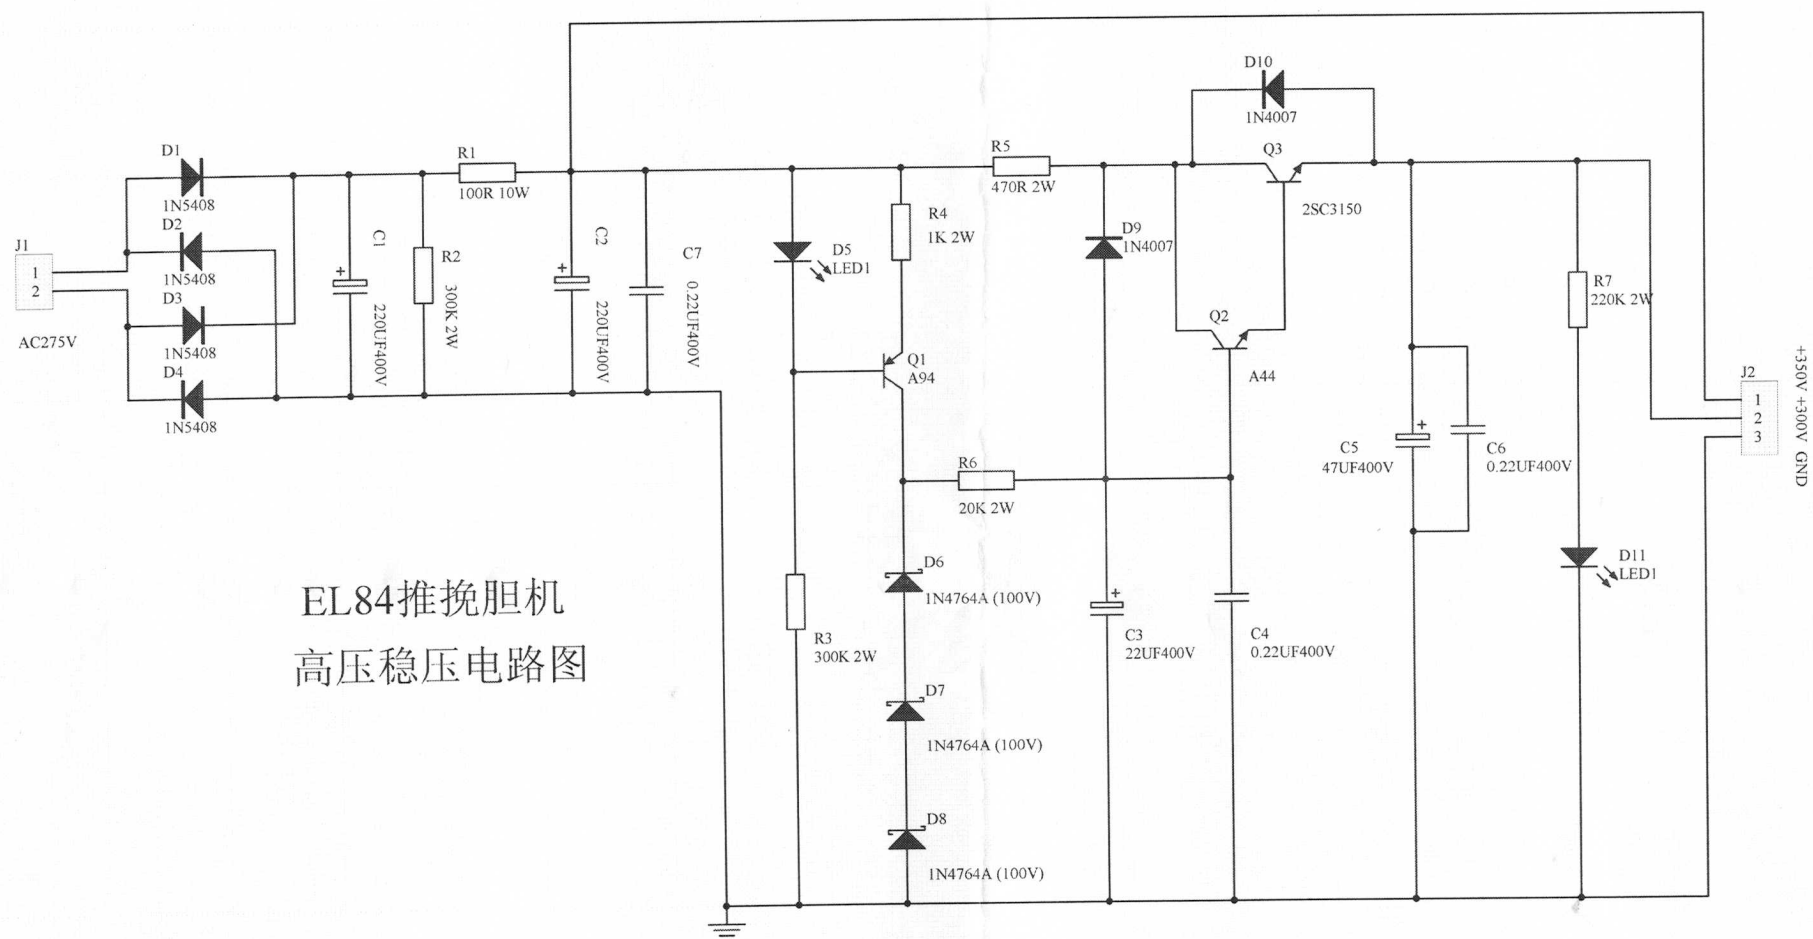 D10
1N4007
Q3
2SC3150
D1
1N5408
D2
1N5408
D3
1N5408
D4
1N5408
J1
1
2
AC275V
R1
100R 10W
C1
220UF400V
R2
300K 2W
C2
220UF400V
C7
0.22UF400V
D5
LED1
R4
1K 2W
R5
470R 2W
D9
1N4007
Q1
A94
Q2
A44
R6
20K 2W
R3
300K 2W
D6
1N4764A (100V)
D7
1N4764A (100V)
D8
1N4764A (100V)
C3
22UF400V
C4
0.22UF400V
C5
47UF400V
C6
0.22UF400V
R7
220K 2W
D11
LED1
J2
1
2
3
+350V +300V GND
EL84推挽胆机
高压稳压电路图